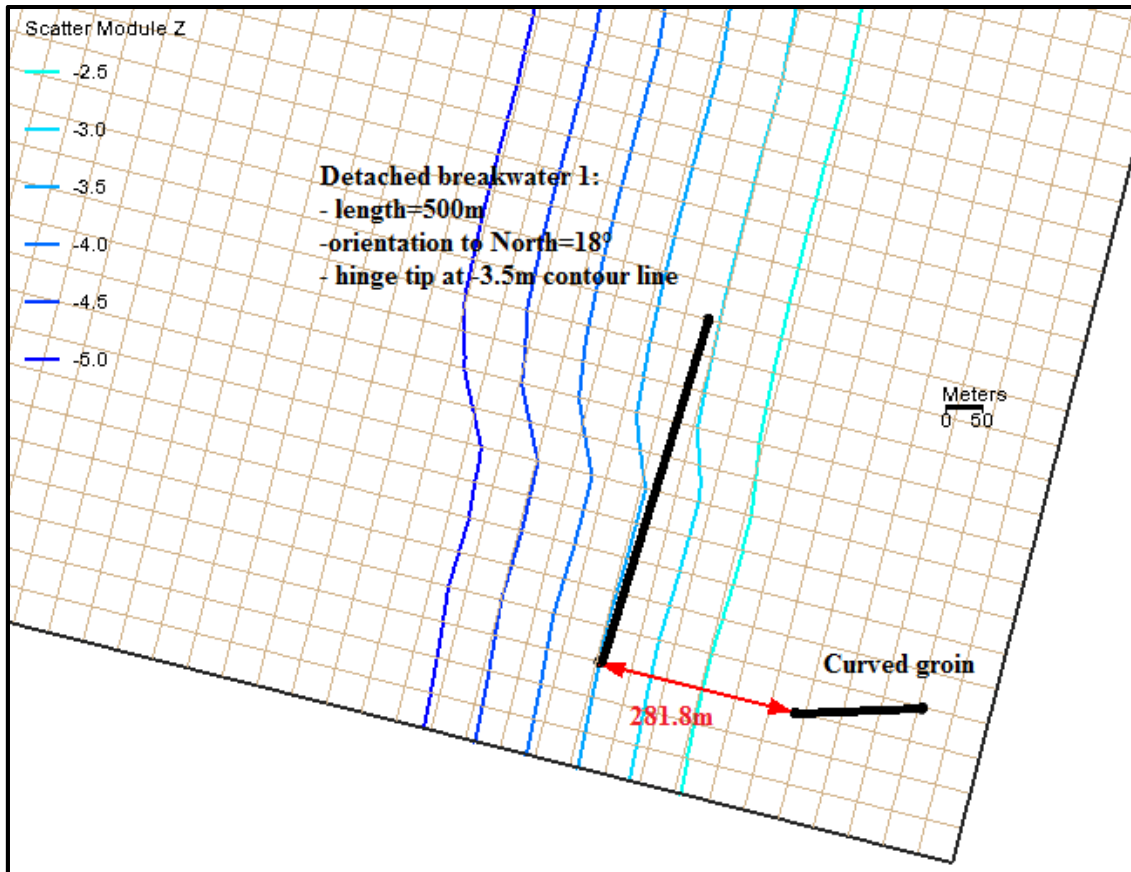 Scatter Module Z
-2.5
-3.0
-3.5
-4.0
-4.5
-5.0
Detached breakwater 1:
- length=500m
-orientation to North=18°
- hinge tip at -3.5m contour line
Meters
0 50
Curved groin
281.8m